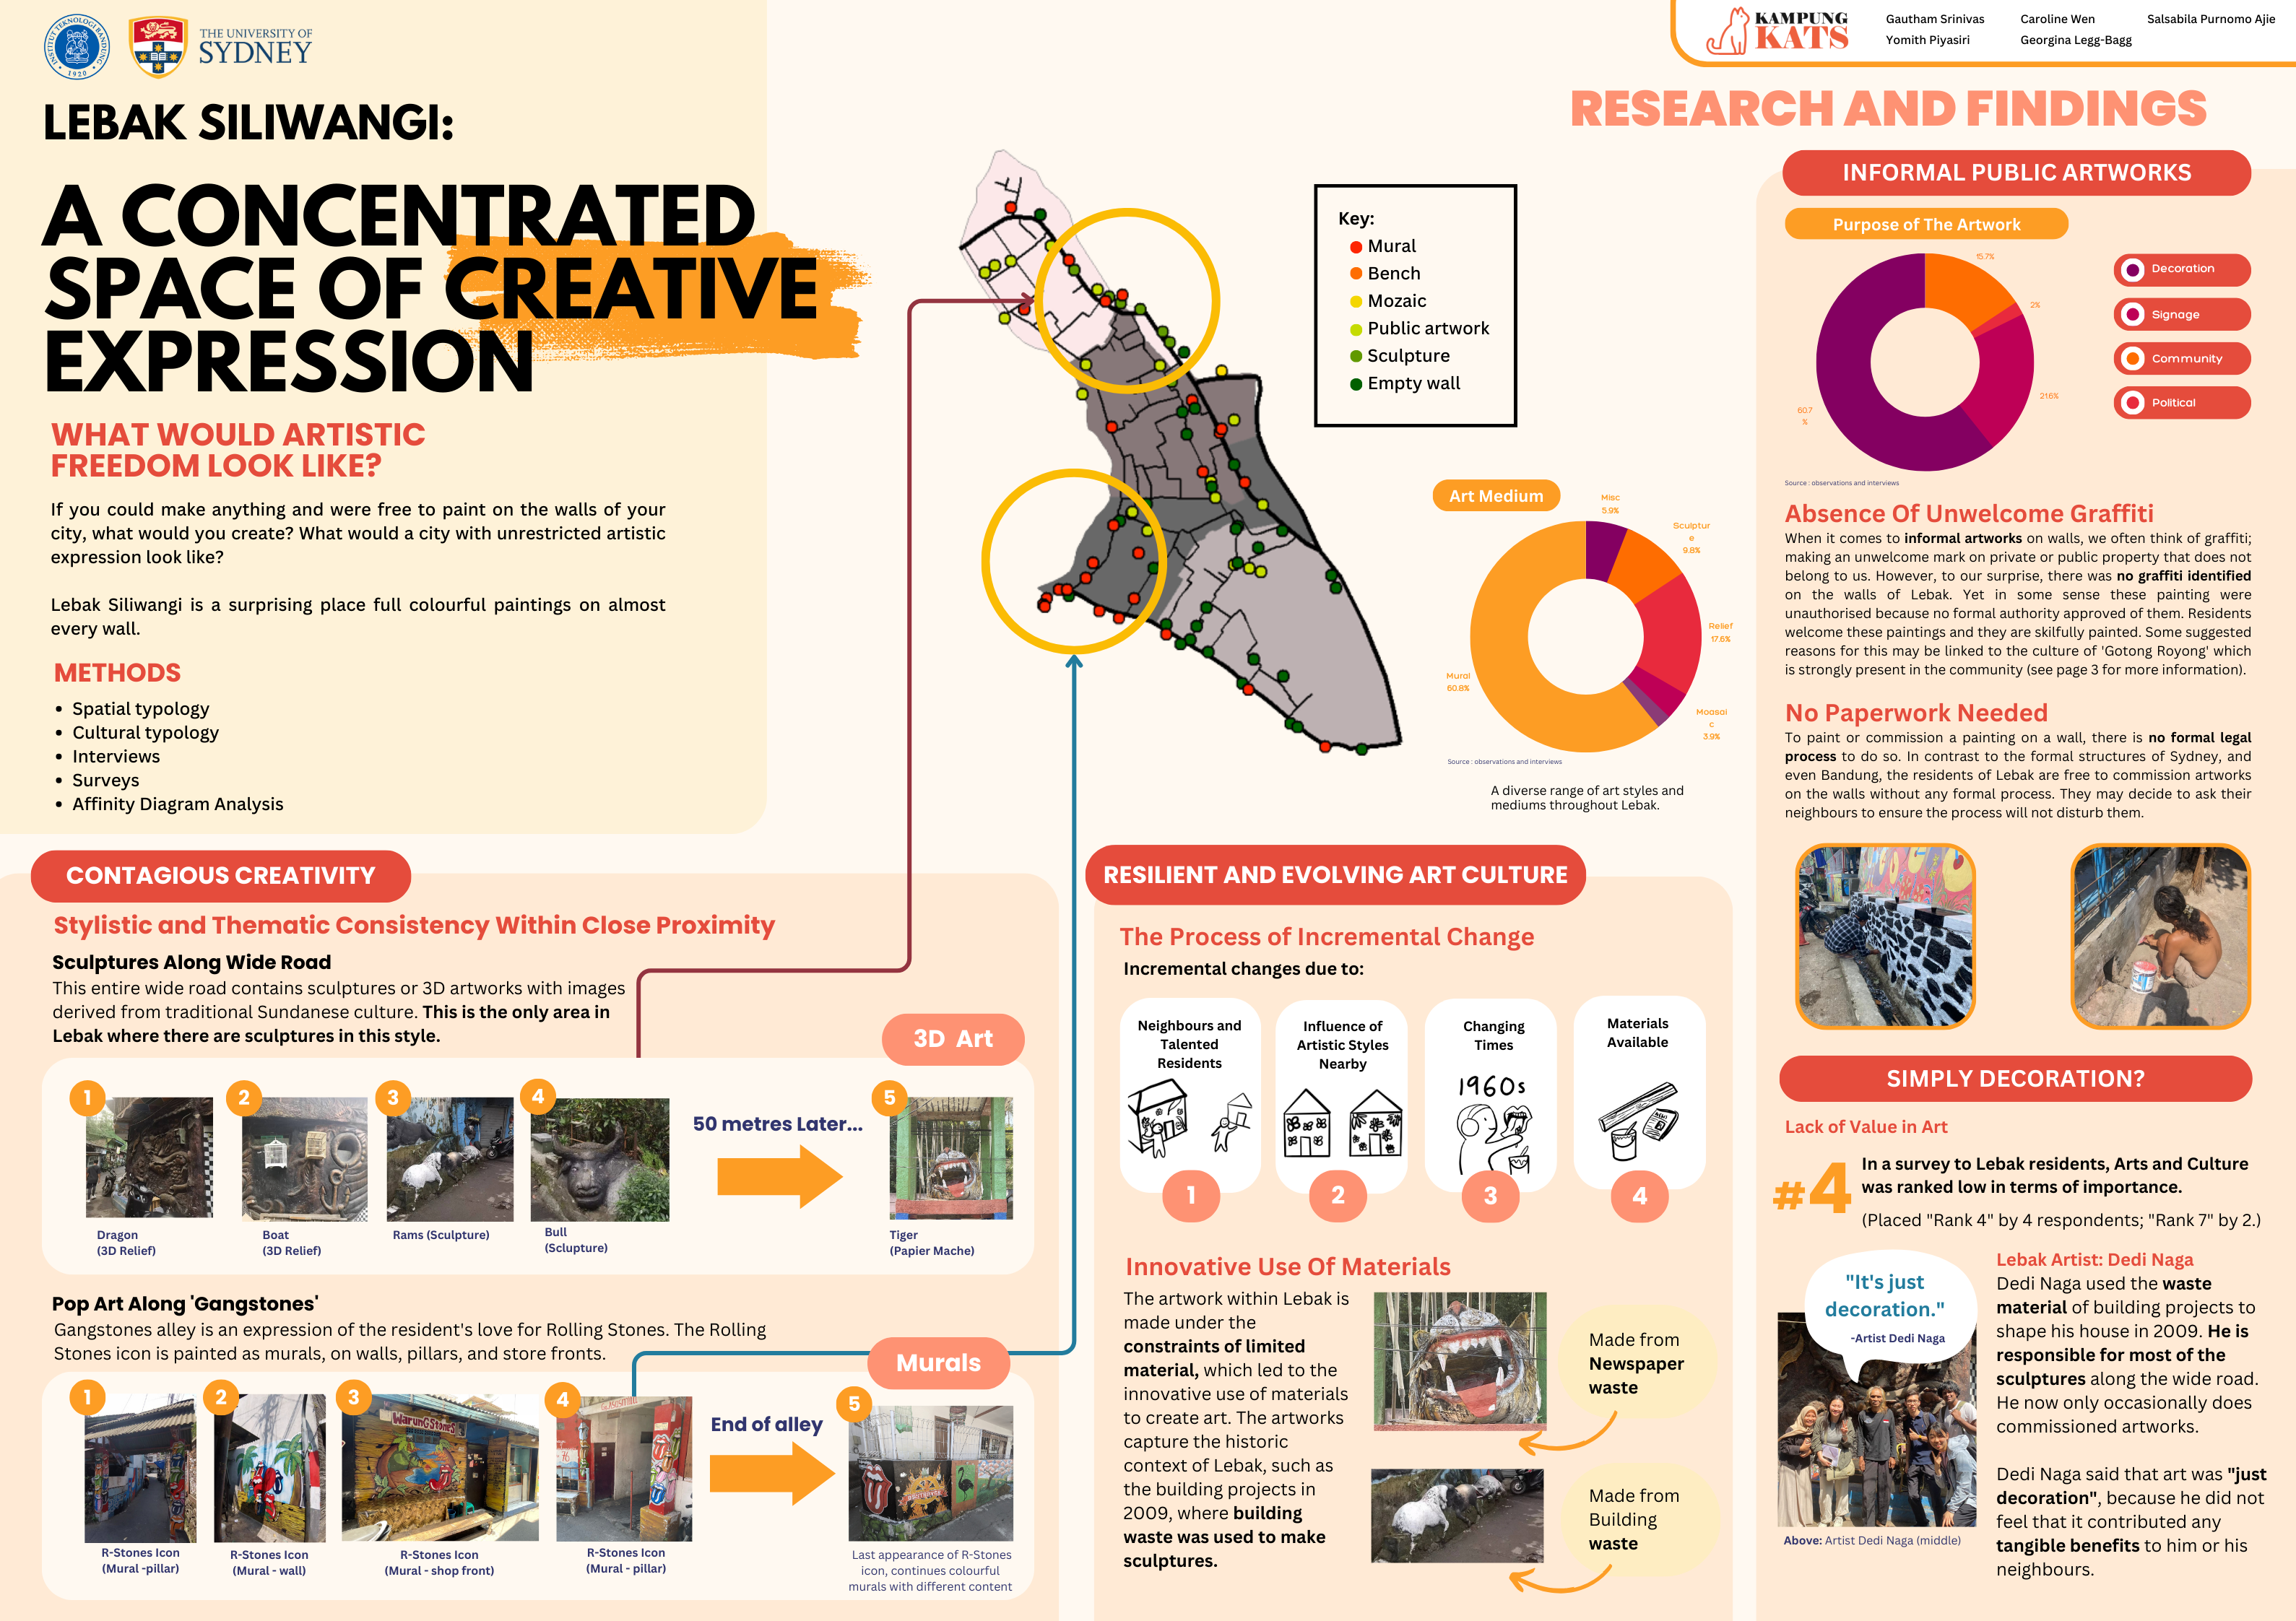 INSTITUT TEKNOLOGI BANDUNG
1920
THE UNIVERSITY OF
SYDNEY
KAMPUNG
KATS
Gautham Srinivas
Caroline Wen
Salsabila Purnomo Ajie
Yomith Piyasiri
Georgina Legg-Bagg
LEBAK SILIWANGI:
A CONCENTRATED
SPACE OF CREATIVE
EXPRESSION
WHAT WOULD ARTISTIC
FREEDOM LOOK LIKE?
If you could make anything and were free to paint on the walls of your
city, what would you create? What would a city with unrestricted artistic
expression look like?
Lebak Siliwangi is a surprising place full colourful paintings on almost
every wall.
METHODS
• Spatial typology
• Cultural typology
• Interviews
• Surveys
• Affinity Diagram Analysis
RESEARCH AND FINDINGS
Key:
Mural
Bench
Mozaic
Public artwork
Sculpture
Empty wall
Art Medium
Misc
5.9%
Sculptur
e
9.8%
Relief
17.6%
Moasai
c
3.9%
Mural
60.8%
Source : observations and interviews
A diverse range of art styles and
mediums throughout Lebak.
INFORMAL PUBLIC ARTWORKS
Purpose of The Artwork
15.7%
2%
21.6%
60.7
%
Decoration
Signage
Community
Political
Source : observations and interviews
Absence Of Unwelcome Graffiti
When it comes to informal artworks on walls, we often think of graffiti;
making an unwelcome mark on private or public property that does not
belong to us. However, to our surprise, there was no graffiti identified
on the walls of Lebak. Yet in some sense these painting were
unauthorised because no formal authority approved of them. Residents
welcome these paintings and they are skilfully painted. Some suggested
reasons for this may be linked to the culture of 'Gotong Royong' which
is strongly present in the community (see page 3 for more information).
No Paperwork Needed
To paint or commission a painting on a wall, there is no formal legal
process to do so. In contrast to the formal structures of Sydney, and
even Bandung, the residents of Lebak are free to commission artworks
on the walls without any formal process. They may decide to ask their
neighbours to ensure the process will not disturb them.
CONTAGIOUS CREATIVITY
Stylistic and Thematic Consistency Within Close Proximity
Sculptures Along Wide Road
This entire wide road contains sculptures or 3D artworks with images
derived from traditional Sundanese culture. This is the only area in
Lebak where there are sculptures in this style.
3D Art
1
2
3
4
5
50 metres Later...
Dragon
(3D Relief)
Boat
(3D Relief)
Rams (Sculpture)
Bull
(Sclupture)
Tiger
(Papier Mache)
Pop Art Along 'Gangstones'
Gangstones alley is an expression of the resident's love for Rolling Stones. The Rolling
Stones icon is painted as murals, on walls, pillars, and store fronts.
Murals
1
2
3
4
5
WarungStones
End of alley
R-Stones Icon
(Mural -pillar)
R-Stones Icon
(Mural - wall)
R-Stones Icon
(Mural - shop front)
R-Stones Icon
(Mural - pillar)
Last appearance of R-Stones
icon, continues colourful
murals with different content
RESILIENT AND EVOLVING ART CULTURE
The Process of Incremental Change
Incremental changes due to:
Neighbours and
Talented
Residents
1
Influence of
Artistic Styles
Nearby
2
Changing
Times
1960s
3
Materials
Available
4
Innovative Use Of Materials
The artwork within Lebak is
made under the
constraints of limited
material, which led to the
innovative use of materials
to create art. The artworks
capture the historic
context of Lebak, such as
the building projects in
2009, where building
waste was used to make
sculptures.
Made from
Newspaper
waste
Made from
Building
waste
SIMPLY DECORATION?
Lack of Value in Art
#4
In a survey to Lebak residents, Arts and Culture
was ranked low in terms of importance.
(Placed "Rank 4" by 4 respondents; "Rank 7" by 2.)
"It's just
decoration."
-Artist Dedi Naga
Above: Artist Dedi Naga (middle)
Lebak Artist: Dedi Naga
Dedi Naga used the waste
material of building projects to
shape his house in 2009. He is
responsible for most of the
sculptures along the wide road.
He now only occasionally does
commissioned artworks.
Dedi Naga said that art was "just
decoration", because he did not
feel that it contributed any
tangible benefits to him or his
neighbours.